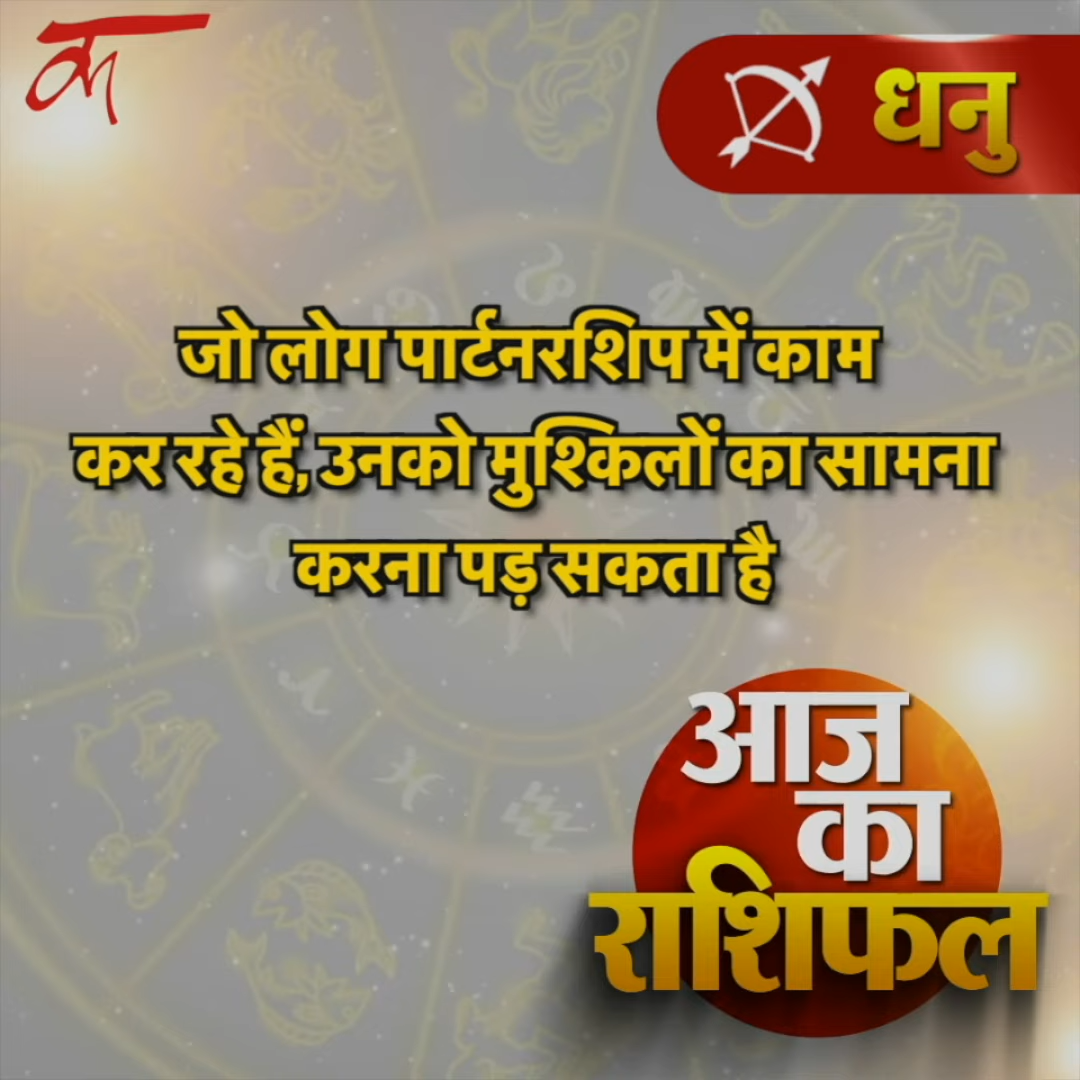 धनु
जो लोग पार्टनरशिप में काम
कर रहे हैं, उनको मुश्किलों का सामना
करना पड़ सकता है
आज
का
राशिफल